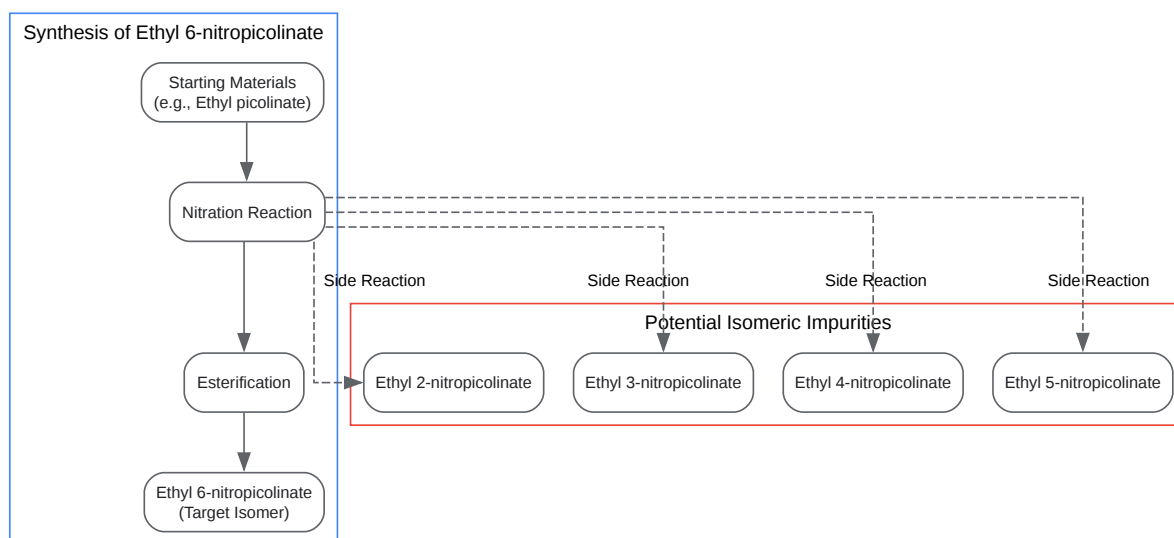 Synthesis of Ethyl 6-nitropicolinate
Starting Materials
(e.g., Ethyl picolinate)
Nitration Reaction
Side Reaction
Side Reaction
Side Reaction
Side Reaction
Potential Isomeric Impurities
Esterification
Ethyl 2-nitropicolinate
Ethyl 3-nitropicolinate
Ethyl 4-nitropicolinate
Ethyl 5-nitropicolinate
Ethyl 6-nitropicolinate
(Target Isomer)